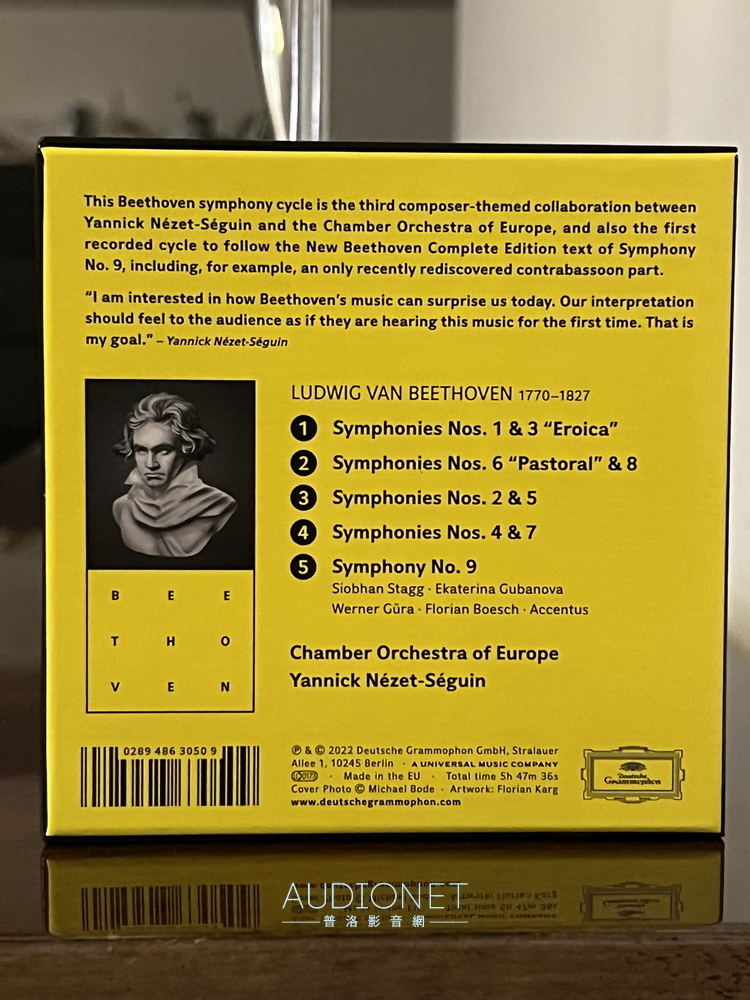 This Beethoven symphony cycle is the third composer-themed collaboration between
Yannick Nézet-Séguin and the Chamber Orchestra of Europe, and also the first
recorded cycle to follow the New Beethoven Complete Edition text of Symphony
No. 9, including, for example, an only recently rediscovered contrabassoon part.
“I am interested in how Beethoven’s music can surprise us today. Our interpretation
should feel to the audience as if they are hearing this music for the first time. That is
my goal.” – Yannick Nézet-Séguin
LUDWIG VAN BEETHOVEN 1770–1827
1 Symphonies Nos. 1 & 3 “Eroica”
2 Symphonies Nos. 6 “Pastoral” & 8
3 Symphonies Nos. 2 & 5
4 Symphonies Nos. 4 & 7
5 Symphony No. 9
Siobhan Stagg · Ekaterina Gubanova
Werner Güra · Florian Boesch · Accentus
B E E
T H O
V E N
Chamber Orchestra of Europe
Yannick Nézet-Séguin
0289 486 3050 9
℗ & © 2022 Deutsche Grammophon GmbH, Stralauer
Allee 1, 10245 Berlin · A UNIVERSAL MUSIC COMPANY
· Made in the EU · Total time 5h 47m 36s
Cover Photo © Michael Bode · Artwork: Florian Karg
www.deutschegrammophon.com
Deutsche
Grammophon
AUDIONET
普洛影音網